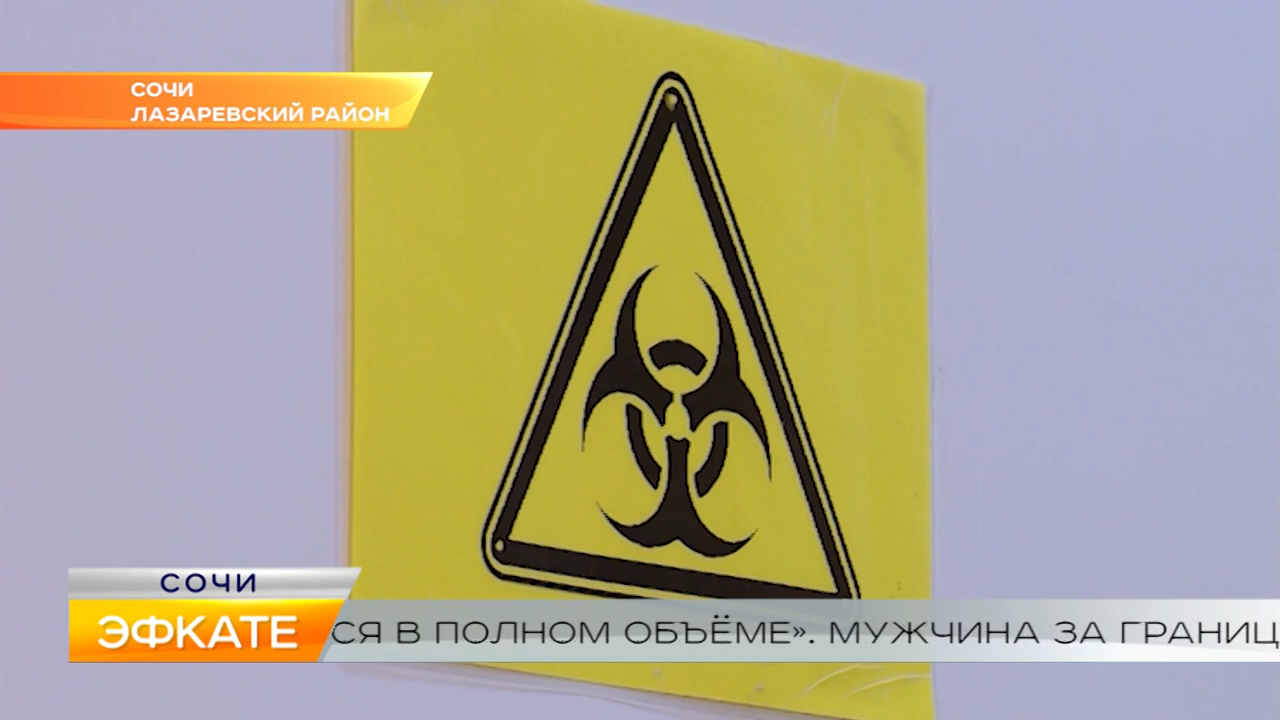 СОЧИ
ЛАЗАРЕВСКИЙ РАЙОН
СОЧИ
ЭФКАТЕ
СЯ В ПОЛНОМ ОБЪЁМЕ». МУЖЧИНА ЗА ГРАНИЦ